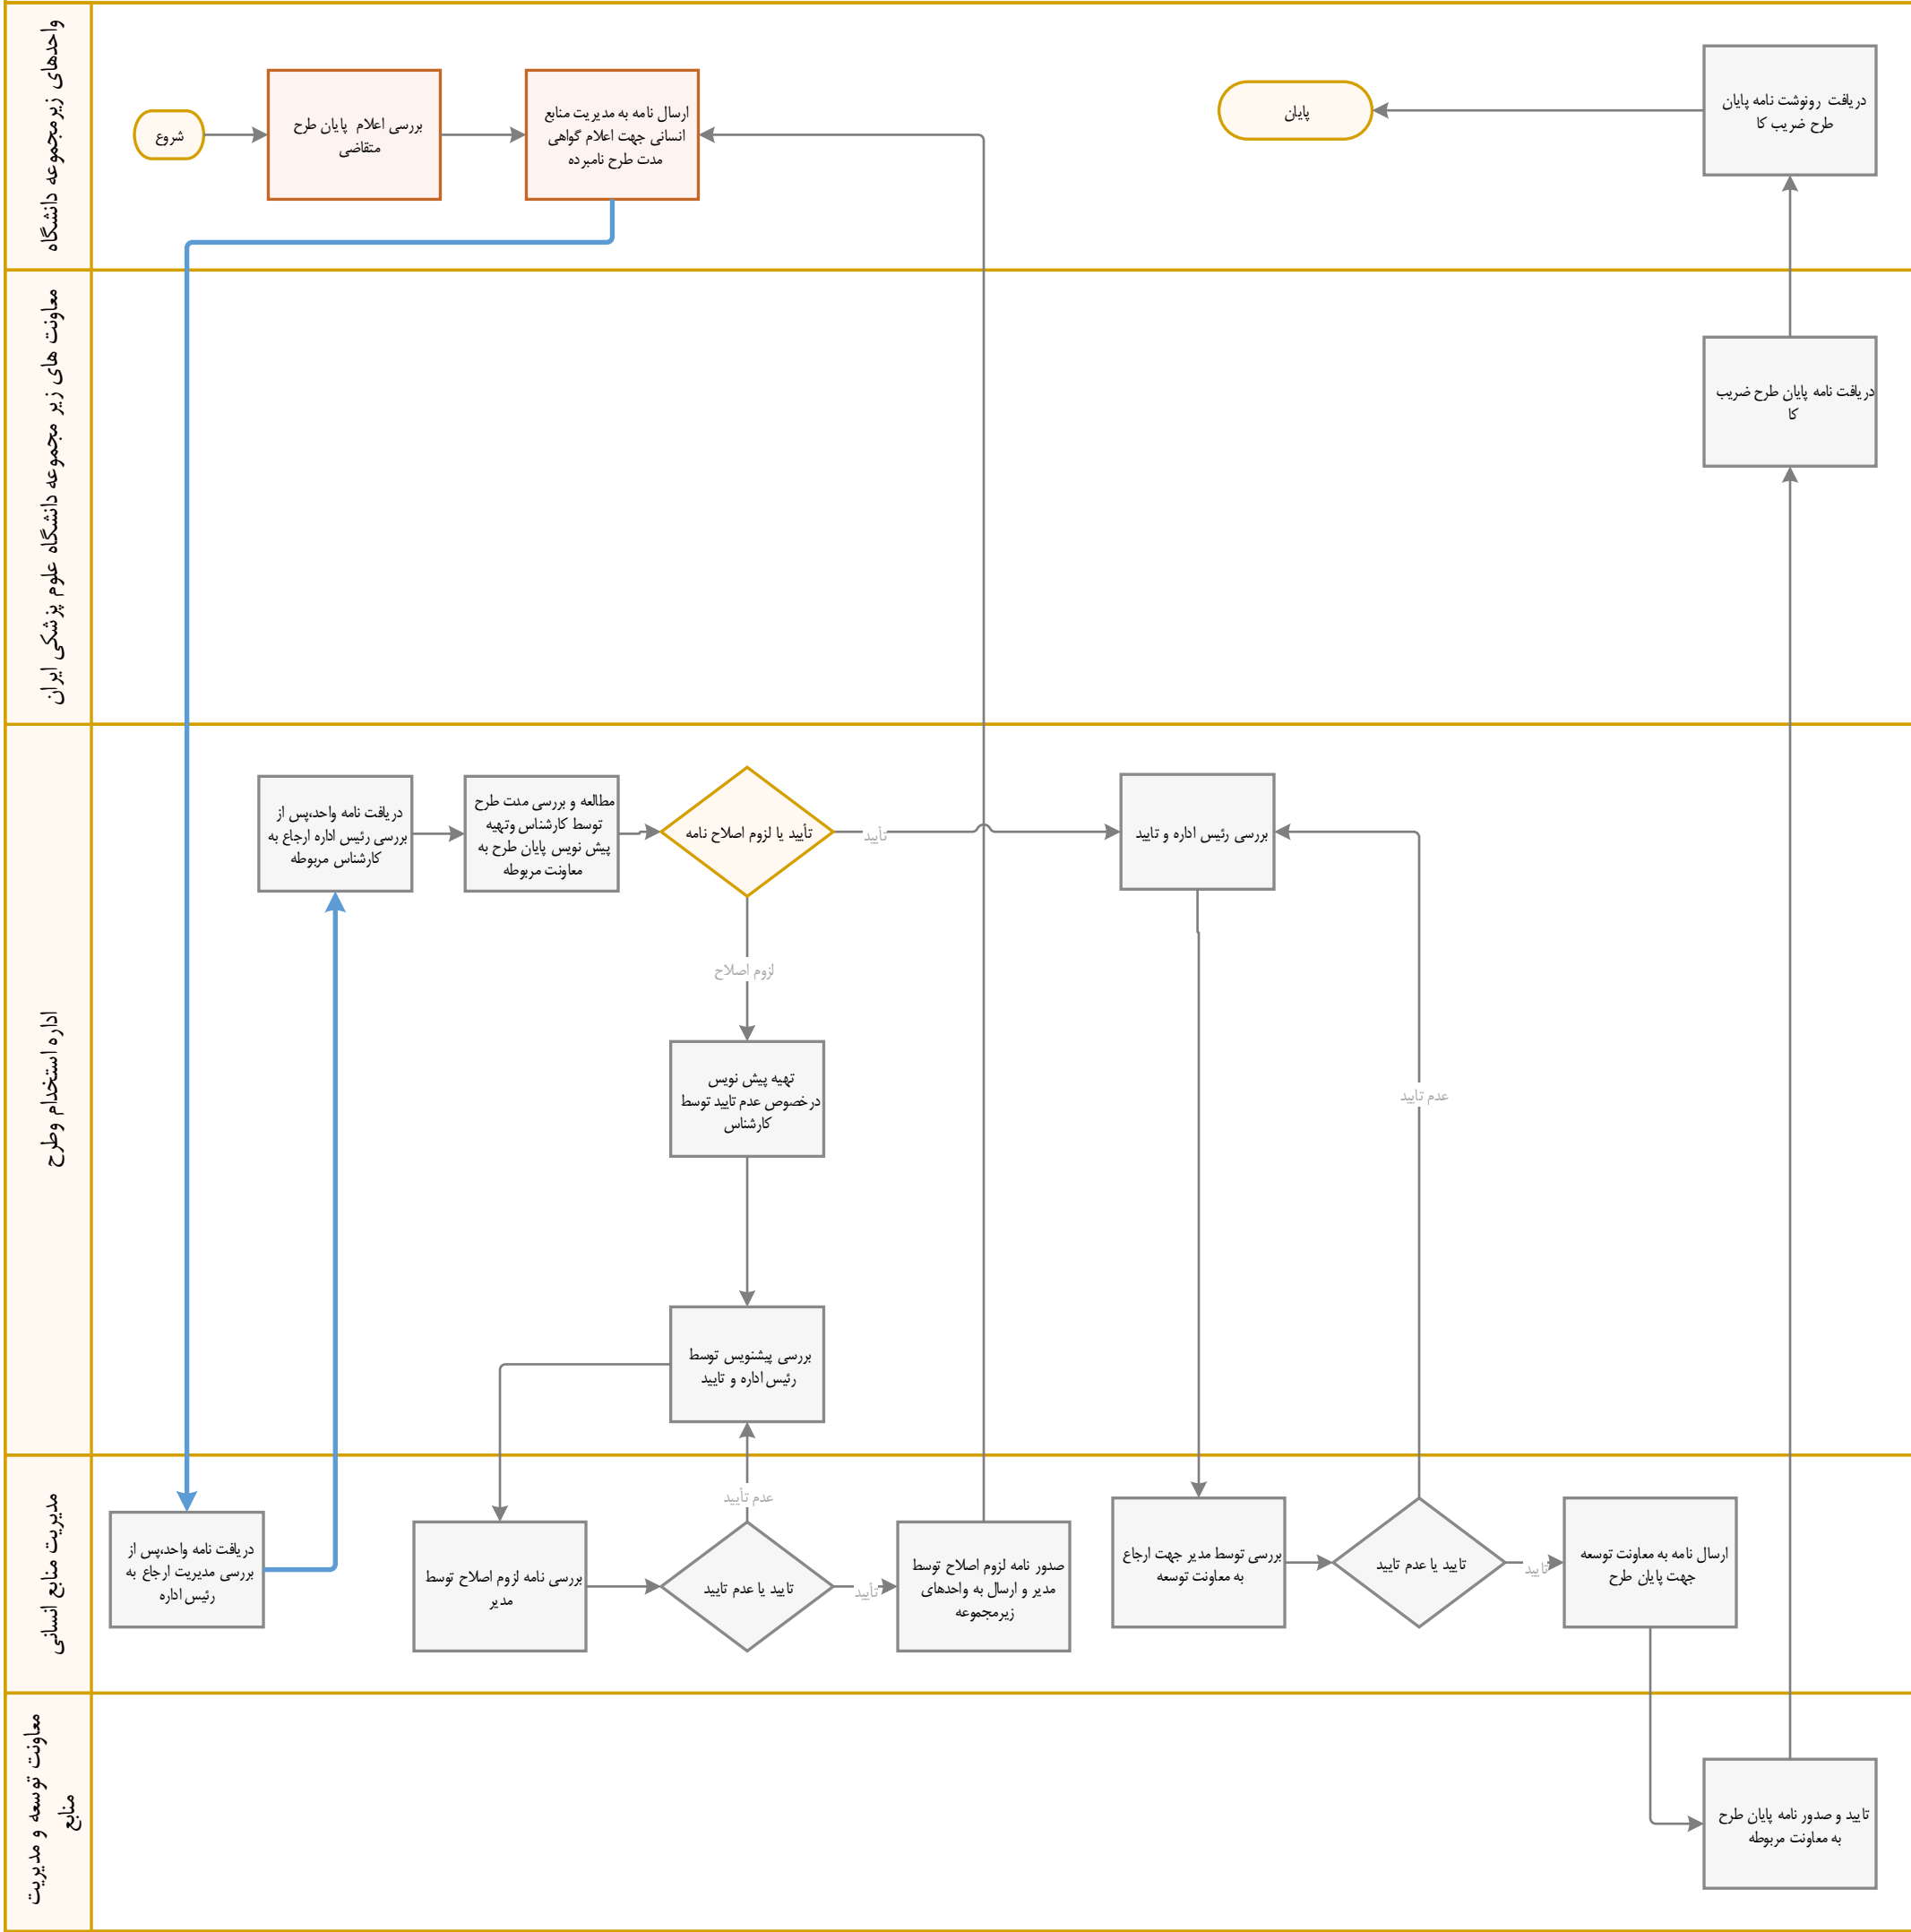 واحدهای زیرمجموعه دانشگاه
شروع
بررسی اعلام پایان طرح
متقاضی
ارسال نامه به مدیریت منابع
انسانی جهت اعلام گواهی
مدت طرح نامبرده
پایان
دریافت رونوشت نامه پایان
طرح ضریب کا
معاونت های زیر مجموعه دانشگاه علوم پزشکی ایران
دریافت نامه پایان طرح ضریب
کا
اداره استخدام وطرح
دریافت نامه واحد،پس از
بررسی رئیس اداره ارجاع به
کارشناس مربوطه
مطالعه و بررسی مدت طرح
توسط کارشناس وتهیه
پیش نویس پایان طرح به
معاونت مربوطه
تأیید یا لزوم اصلاح نامه
تأیید
بررسی رئیس اداره و تایید
لزوم اصلاح
تهیه پیش نویس
درخصوص عدم تایید توسط
کارشناس
عدم تایید
بررسی پیشنویس توسط
رئیس اداره و تایید
مدیریت منابع انسانی
دریافت نامه واحد،پس از
بررسی مدیریت ارجاع به
رئیس اداره
بررسی نامه لزوم اصلاح توسط
مدیر
عدم تأیید
تایید یا عدم تایید
تأیید
صدور نامه لزوم اصلاح توسط
مدیر و ارسال به واحدهای
زیرمجموعه
بررسی توسط مدیر جهت ارجاع
به معاونت توسعه
تایید یا عدم تایید
تایید
ارسال نامه به معاونت توسعه
جهت پایان طرح
معاونت توسعه و مدیریت
منابع
تایید و صدور نامه پایان طرح
به معاونت مربوطه